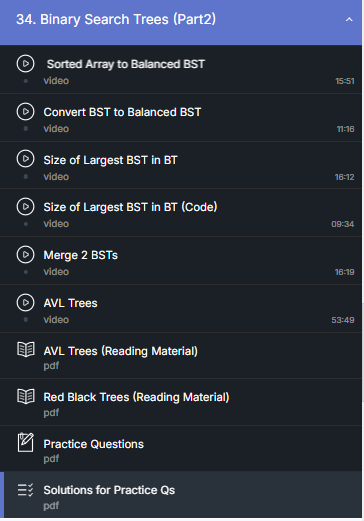 34. Binary Search Trees (Part2)
Sorted Array to Balanced BST
video 15:51
Convert BST to Balanced BST
video 11:16
Size of Largest BST in BT
video 16:12
Size of Largest BST in BT (Code)
video 09:34
Merge 2 BSTs
video 16:19
AVL Trees
video 53:49
AVL Trees (Reading Material)
pdf
Red Black Trees (Reading Material)
pdf
Practice Questions
pdf
Solutions for Practice Qs
pdf